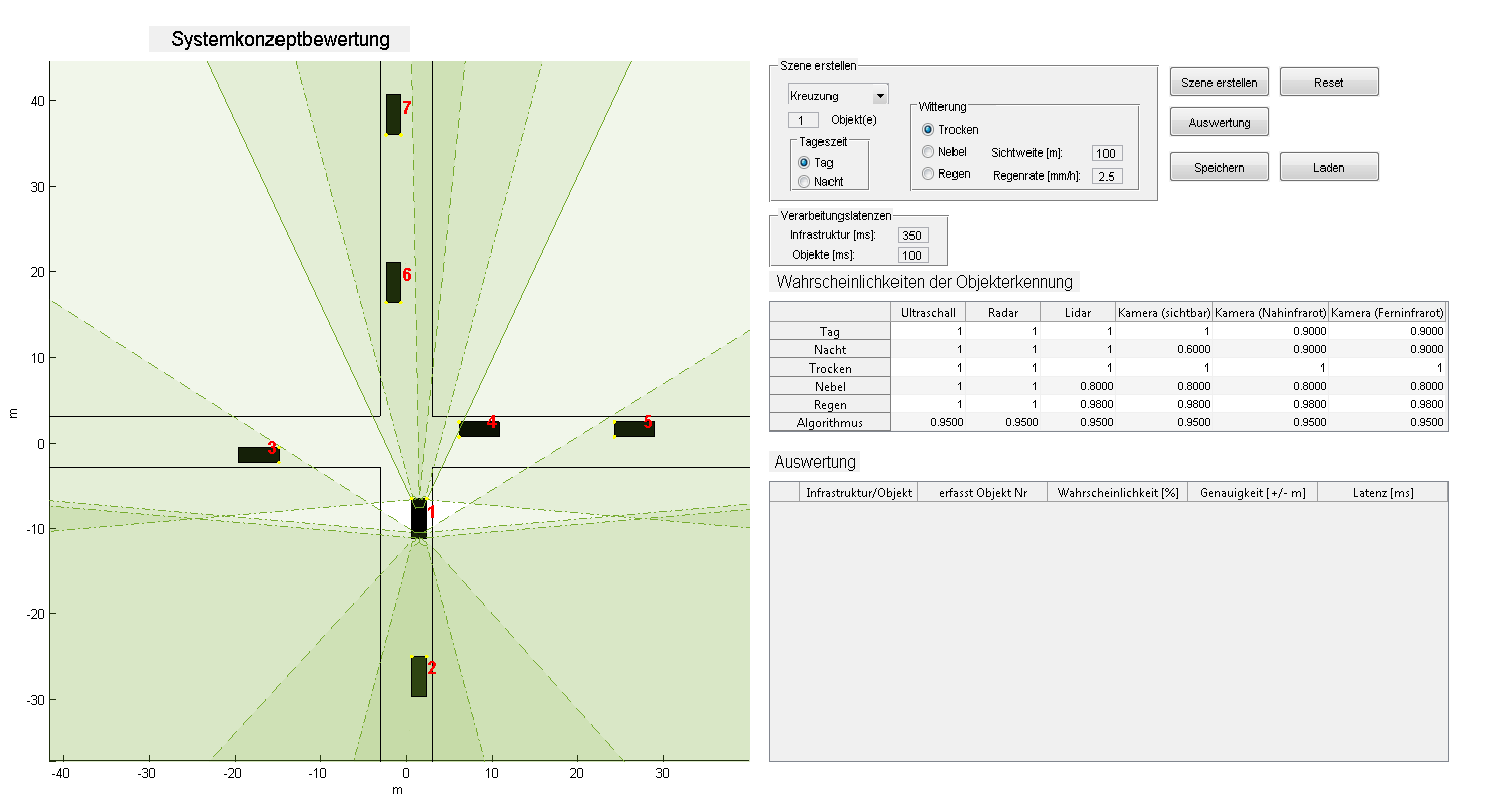 Systemkonzeptbewertung
40
30
20
10
0
-10
-20
-30
m
-40 -30 -20 -10 0 10 20 30
m
7
6
4
5
3
1
2
Szene erstellen
Kreuzung
1 Objekt(e)
Tageszeit
Tag
Nacht
Witterung
Trocken
Nebel Sichtweite [m]: 100
Regen Regenrate [mm/h]: 2.5
Szene erstellen Reset
Auswertung
Speichern Laden
Verarbeitungslatenzen
Infrastruktur [ms]: 350
Objekte [ms]: 100
Wahrscheinlichkeiten der Objekterkennung
Ultraschall Radar Lidar Kamera (sichtbar) Kamera (Nahinfrarot) Kamera (Ferninfrarot)
Tag 1 1 1 1 0.9000 0.9000
Nacht 1 1 1 0.6000 0.9000 0.9000
Trocken 1 1 1 1 1 1
Nebel 1 1 0.8000 0.8000 0.8000 0.8000
Regen 1 1 0.9800 0.9800 0.9800 0.9800
Algorithmus 0.9500 0.9500 0.9500 0.9500 0.9500 0.9500
Auswertung
Infrastruktur/Objekt erfasst Objekt Nr Wahrscheinlichkeit [%] Genauigkeit [+/- m] Latenz [ms]